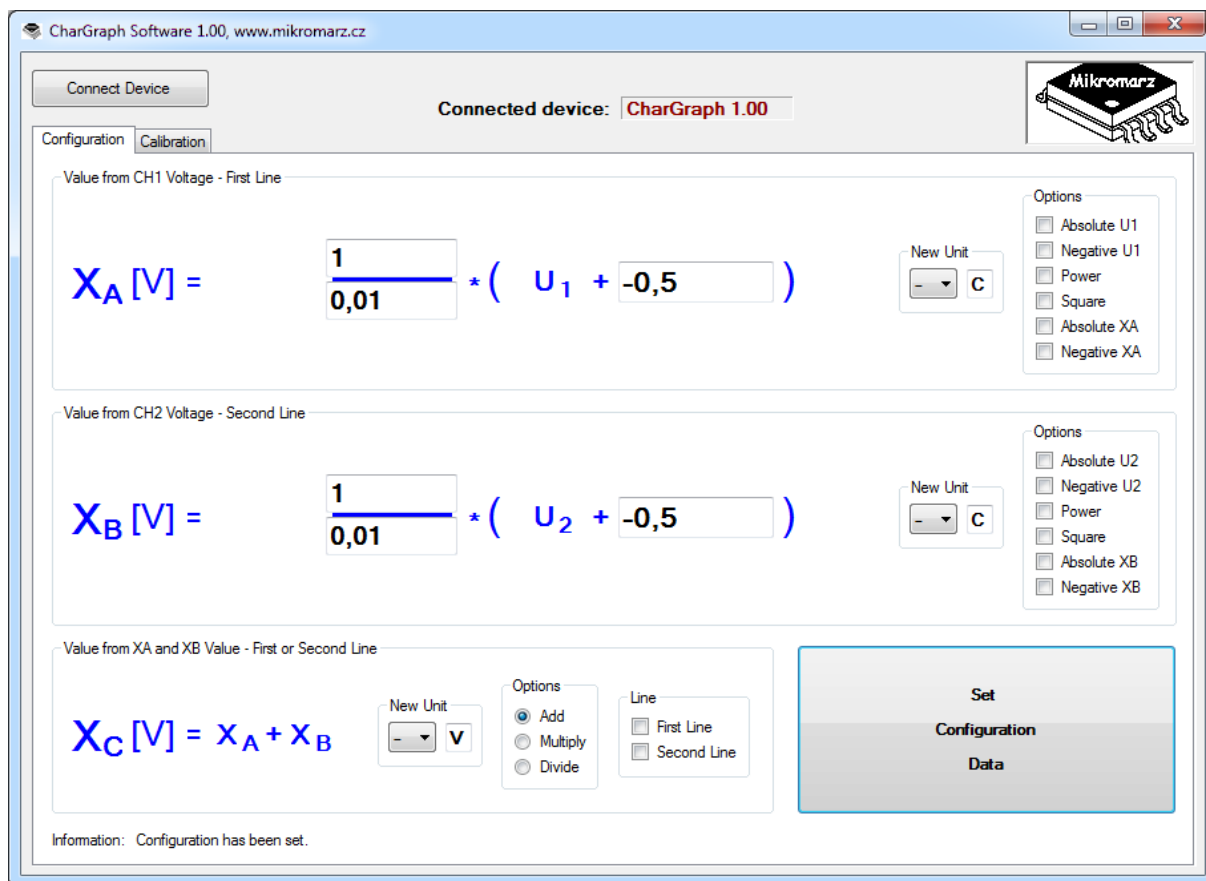 CharGraph Software 1.00, www.mikromarz.cz
Connect Device
Connected device: CharGraph 1.00
Mikromarz
Configuration Calibration
Value from CH1 Voltage - First Line
XA [V] = 1 / 0,01 * ( U1 + -0,5 )
New Unit
- C
Options
Absolute U1
Negative U1
Power
Square
Absolute XA
Negative XA
Value from CH2 Voltage - Second Line
XB [V] = 1 / 0,01 * ( U2 + -0,5 )
New Unit
- C
Options
Absolute U2
Negative U2
Power
Square
Absolute XB
Negative XB
Value from XA and XB Value - First or Second Line
XC [V] = XA + XB
New Unit
- V
Options
Add
Multiply
Divide
Line
First Line
Second Line
Set
Configuration
Data
Information: Configuration has been set.